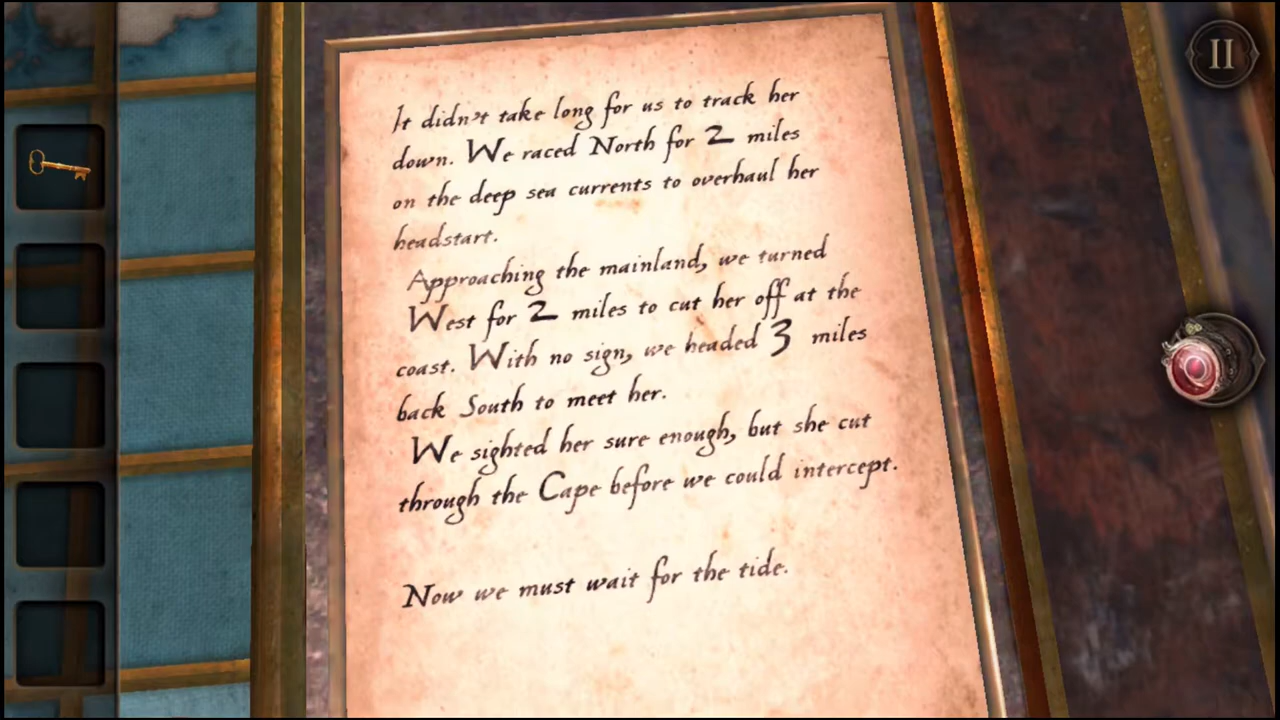 II
It didn't take long for us to track her
down. We raced North for 2 miles
on the deep sea currents to overhaul her
headstart.
Approaching the mainland, we turned
West for 2 miles to cut her off at the
coast. With no sign, we headed 3 miles
back South to meet her.
We sighted her sure enough, but she cut
through the Cape before we could intercept.
Now we must wait for the tide.